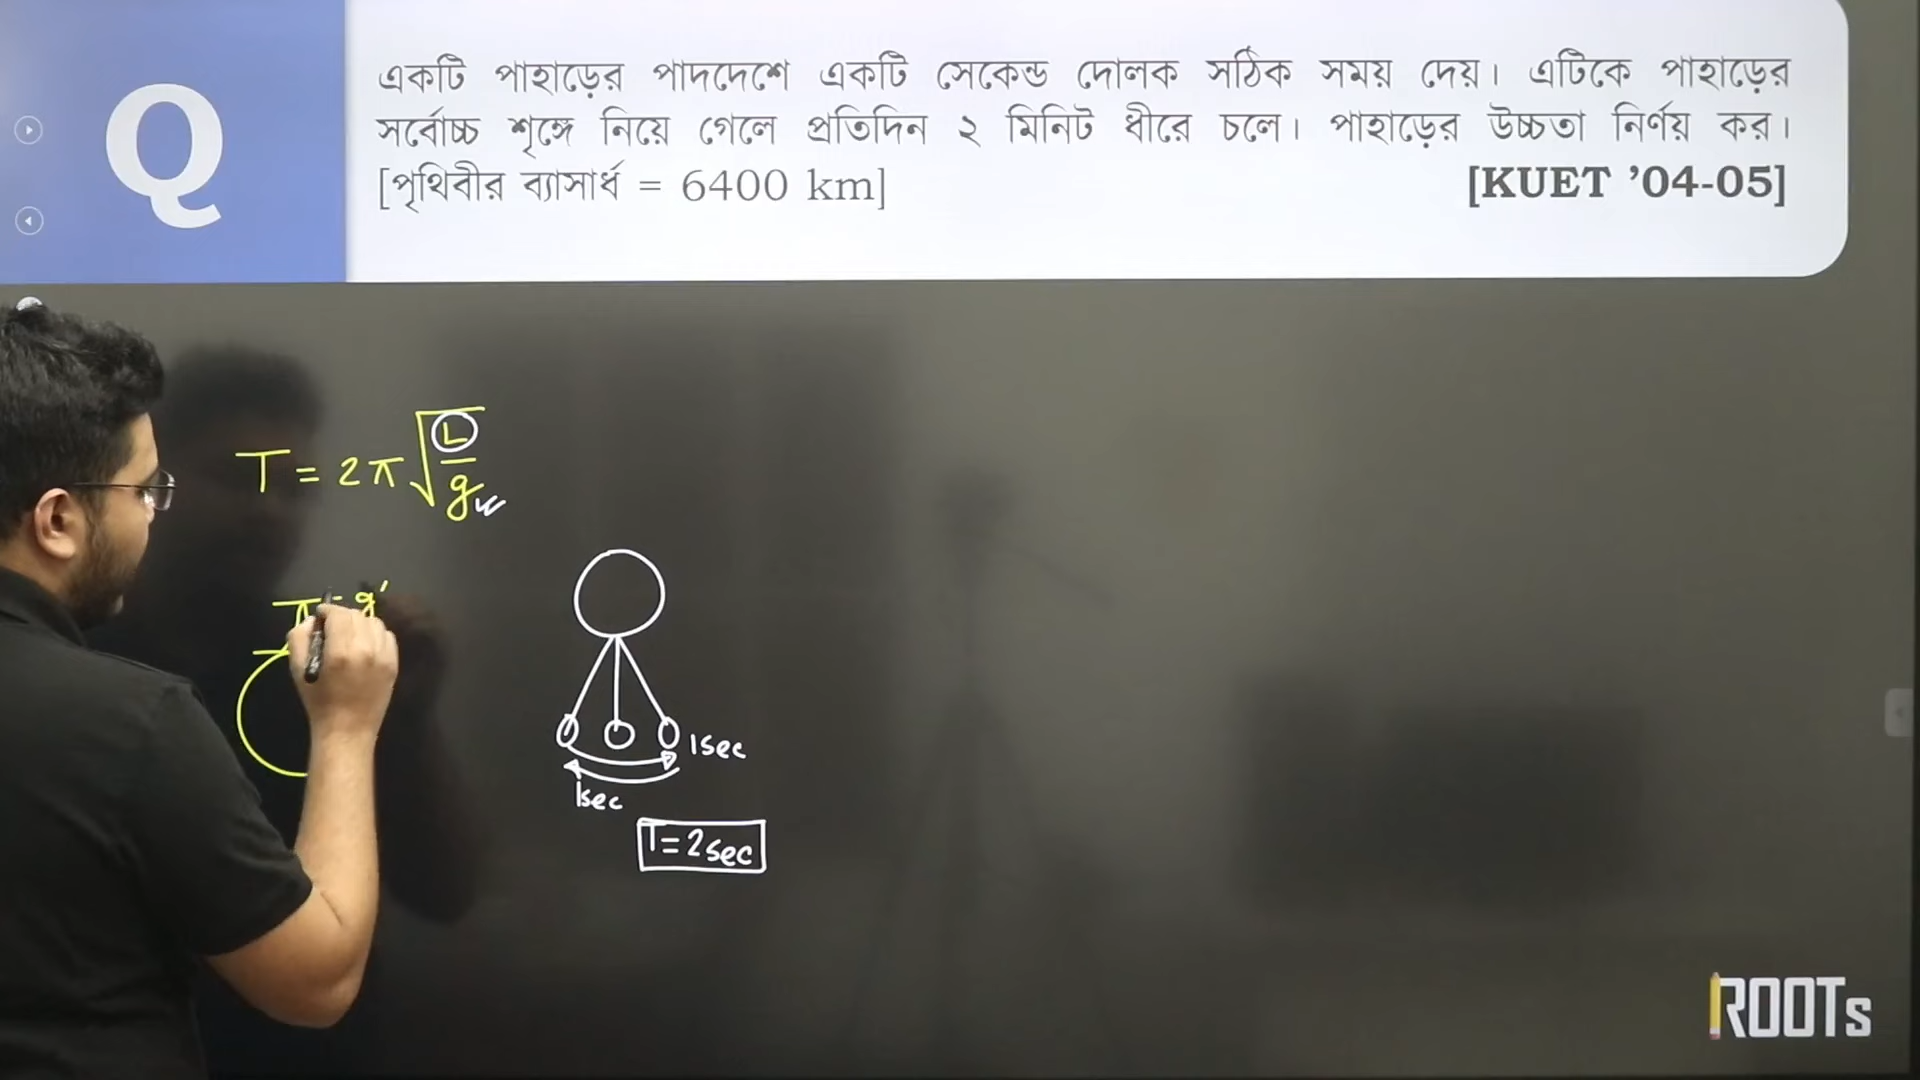 Q
একটি পাহাড়ের পাদদেশে একটি সেকেন্ড দোলক সঠিক সময় দেয়। এটিকে পাহাড়ের
সর্বোচ্চ শৃঙ্গে নিয়ে গেলে প্রতিদিন ২ মিনিট ধীরে চলে। পাহাড়ের উচ্চতা নির্ণয় কর।
[পৃথিবীর ব্যাসার্ধ = 6400 km] [KUET ’04-05]
T = 2π√(L/g)
g'
1sec
1sec
T=2sec
ROOTs